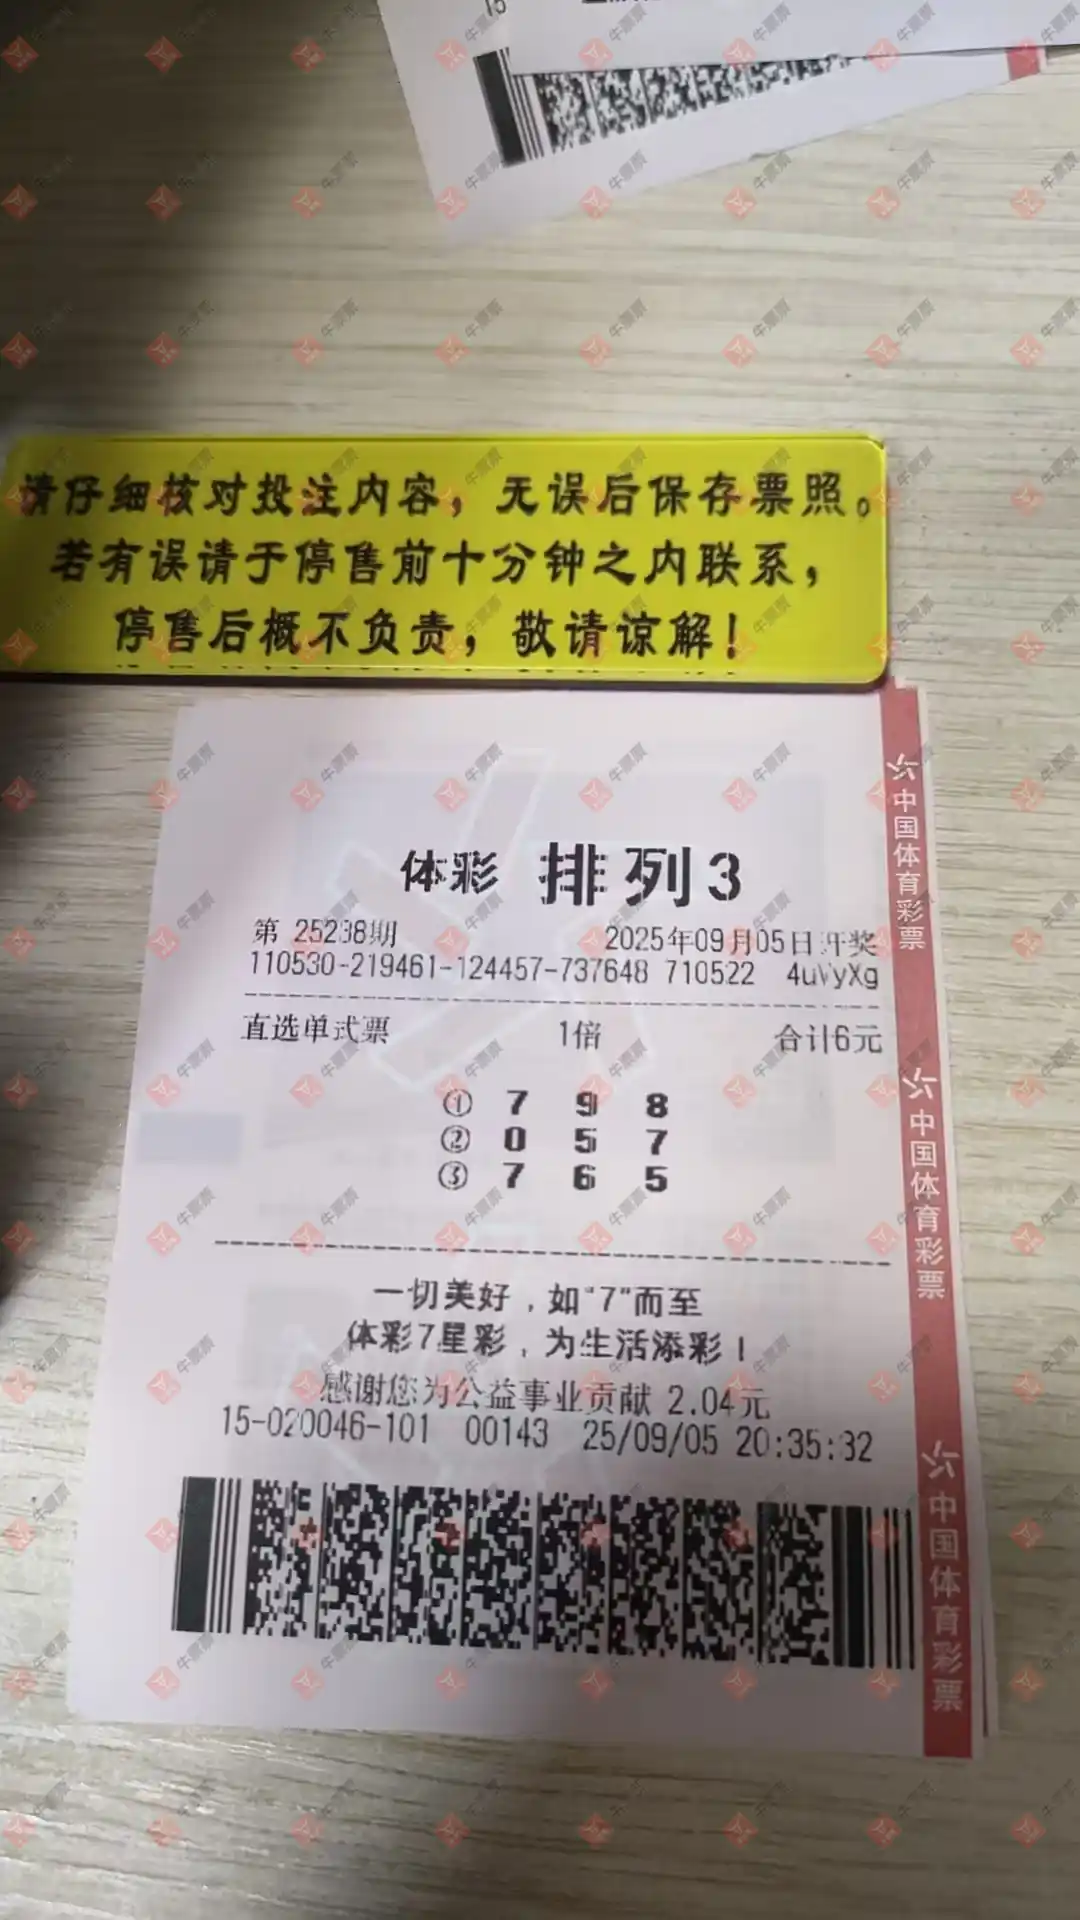 15
请仔细核对投注内容，无误后保存票照。
若有误请于停售前十分钟之内联系，
停售后概不负责，敬请谅解！
体彩 排列3
第 25238期 2025年09月05日开奖
110530-219461-124457-737648 710522 4uVyXg
直选单式票 1倍 合计6元
① 7 9 8
② 0 5 7
③ 7 6 5
一切美好，如“7”而至
体彩7星彩，为生活添彩！
感谢您为公益事业贡献 2.04元
15-020046-101 00143 25/09/05 20:35:32
中国体育彩票
中国体育彩票
中国体育彩票
牛票票